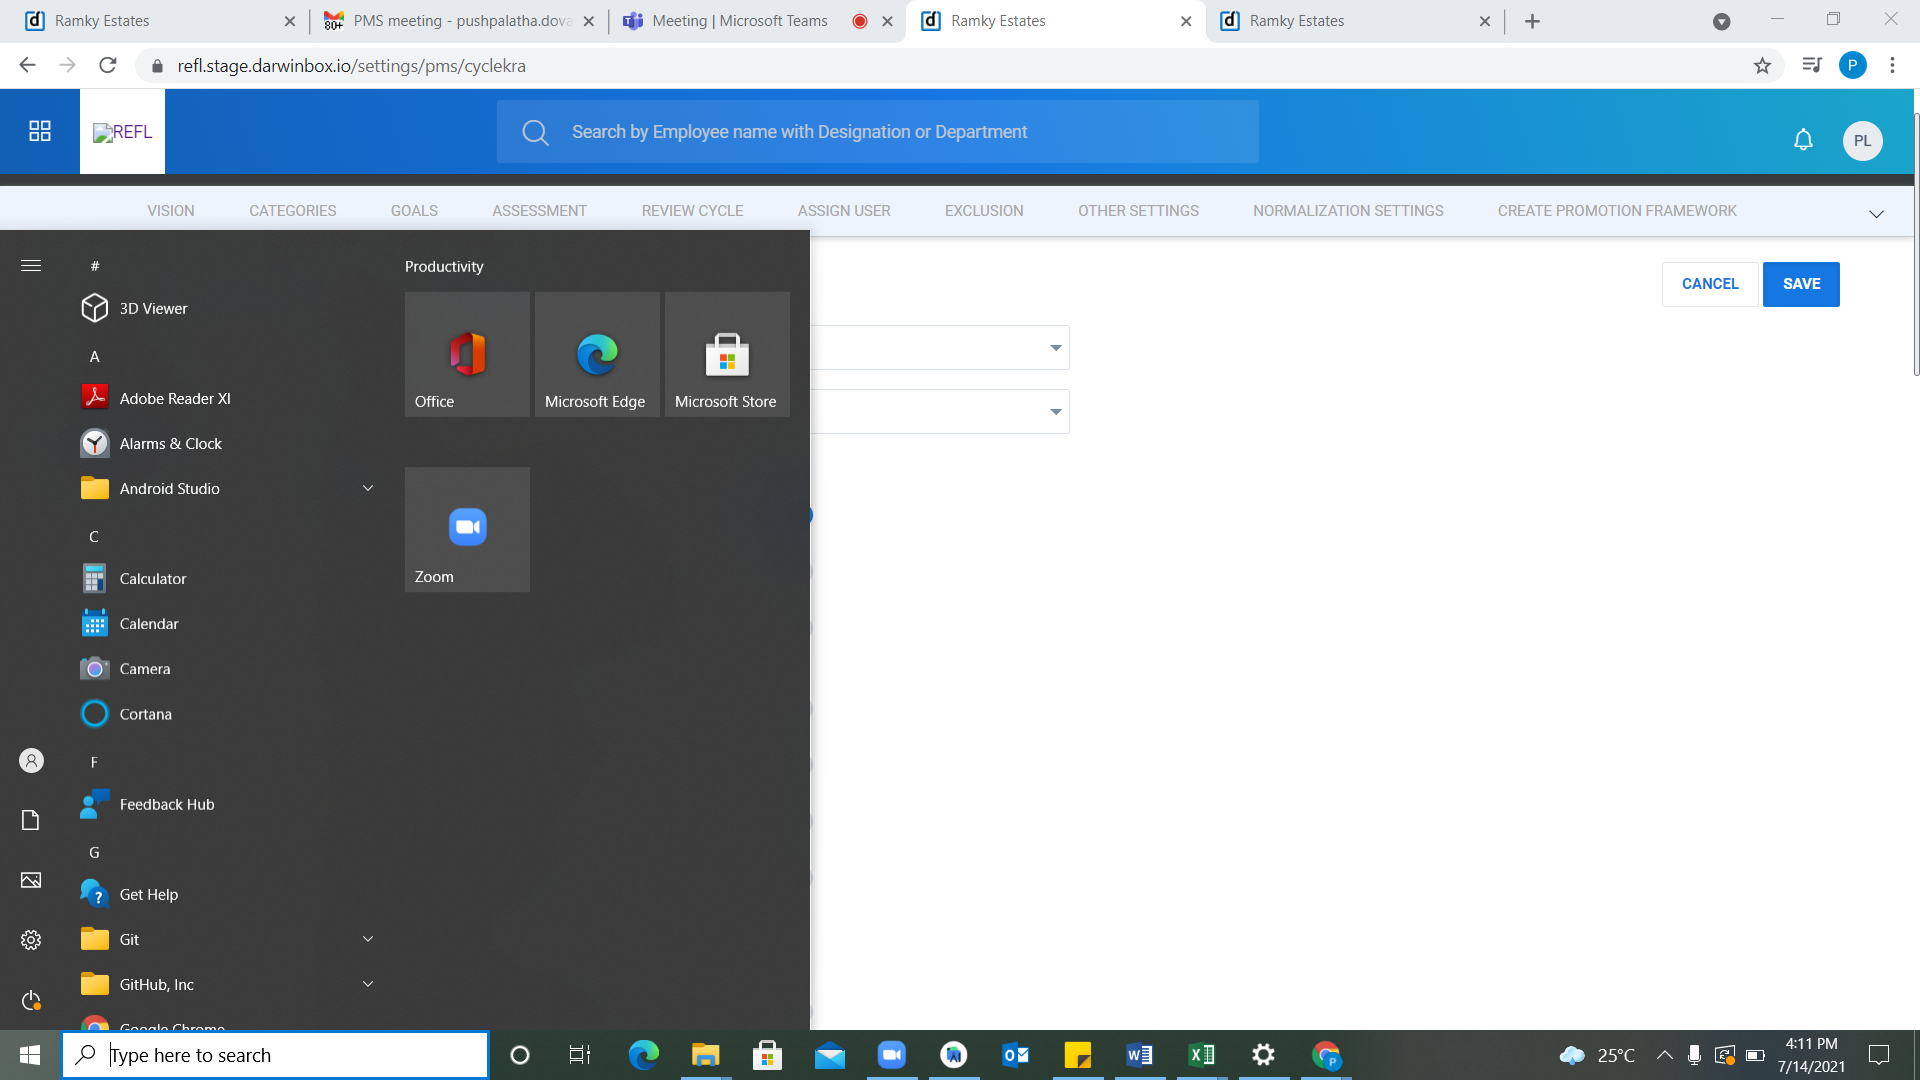 Ramky Estates
PMS meeting - pushpalatha.dova
Meeting | Microsoft Teams
Ramky Estates
Ramky Estates
80+
refl.stage.darwinbox.io/settings/pms/cyclekra
P
REFL
Search by Employee name with Designation or Department
PL
VISION
CATEGORIES
GOALS
ASSESSMENT
REVIEW CYCLE
ASSIGN USER
EXCLUSION
OTHER SETTINGS
NORMALIZATION SETTINGS
CREATE PROMOTION FRAMEWORK
CANCEL
SAVE
#
3D Viewer
A
Adobe Reader XI
Alarms & Clock
Android Studio
C
Calculator
Calendar
Camera
Cortana
F
Feedback Hub
G
Get Help
Git
GitHub, Inc
Google Chrome
Productivity
Office
Microsoft Edge
Microsoft Store
Zoom
Type here to search
25°C
4:11 PM
7/14/2021